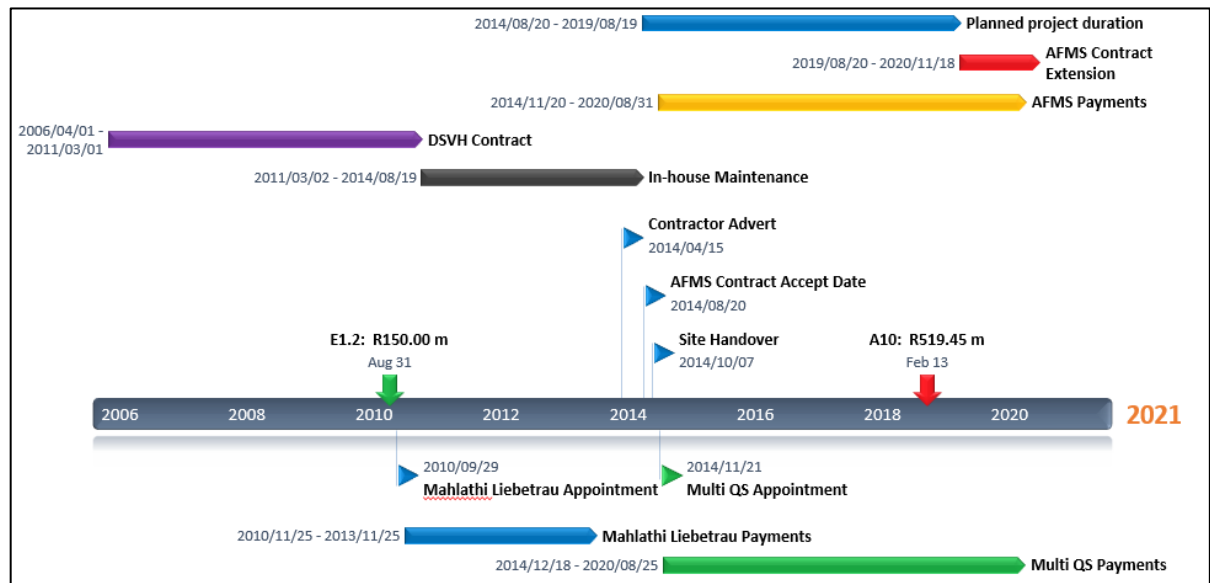 2014/08/20 - 2019/08/19
Planned project duration
2019/08/20 - 2020/11/18
AFMS Contract
Extension
2014/11/20 - 2020/08/31
AFMS Payments
2006/04/01 -
2011/03/01
DSVH Contract
2011/03/02 - 2014/08/19
In-house Maintenance
Contractor Advert
2014/04/15
AFMS Contract Accept Date
2014/08/20
E1.2: R150.00 m
Aug 31
Site Handover
2014/10/07
A10: R519.45 m
Feb 13
2006 2008 2010 2012 2014 2016 2018 2020 2021
2010/09/29
Mahlathi Liebetrau Appointment
2014/11/21
Multi QS Appointment
2010/11/25 - 2013/11/25
Mahlathi Liebetrau Payments
2014/12/18 - 2020/08/25
Multi QS Payments